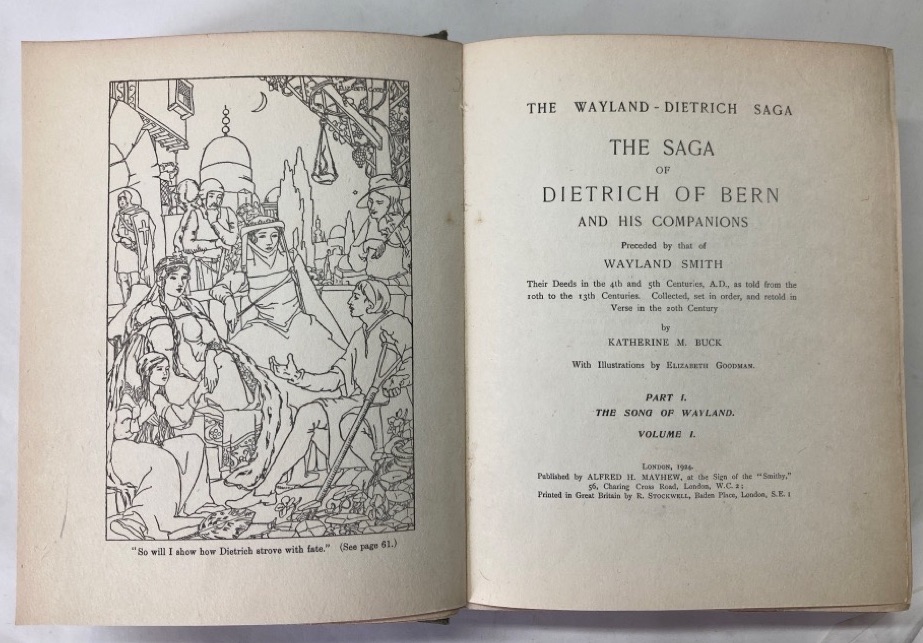 ELIZABETH GOODMAN
"So will I show how Dietrich strove with fate." (See page 61.)
THE WAYLAND - DIETRICH SAGA
THE SAGA
OF
DIETRICH OF BERN
AND HIS COMPANIONS
Preceded by that of
WAYLAND SMITH
Their Deeds in the 4th and 5th Centuries, A.D., as told from the
10th to the 13th Centuries. Collected, set in order, and retold in
Verse in the 20th Century
by
KATHERINE M. BUCK
With Illustrations by ELIZABETH GOODMAN.
PART I.
THE SONG OF WAYLAND.
VOLUME I.
LONDON, 1924.
Published by ALFRED H. MAYHEW, at the Sign of the "Smithy,"
56, Charing Cross Road, London, W.C. 2 ;
Printed in Great Britain by R. STOCKWELL, Baden Place, London, S.E. 1